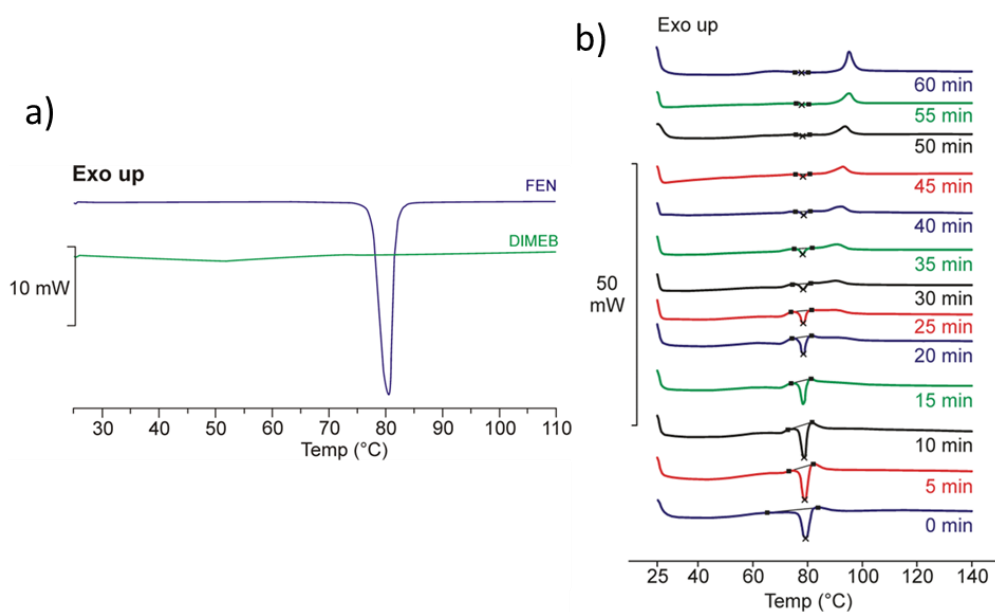 a)
Exo up
FEN
DIMEB
10 mW
30 40 50 60 70 80 90 100 110
Temp (°C)
b)
Exo up
60 min
55 min
50 min
45 min
40 min
35 min
30 min
25 min
20 min
15 min
10 min
5 min
0 min
50
mW
25 40 60 80 100 120 140
Temp (°C)